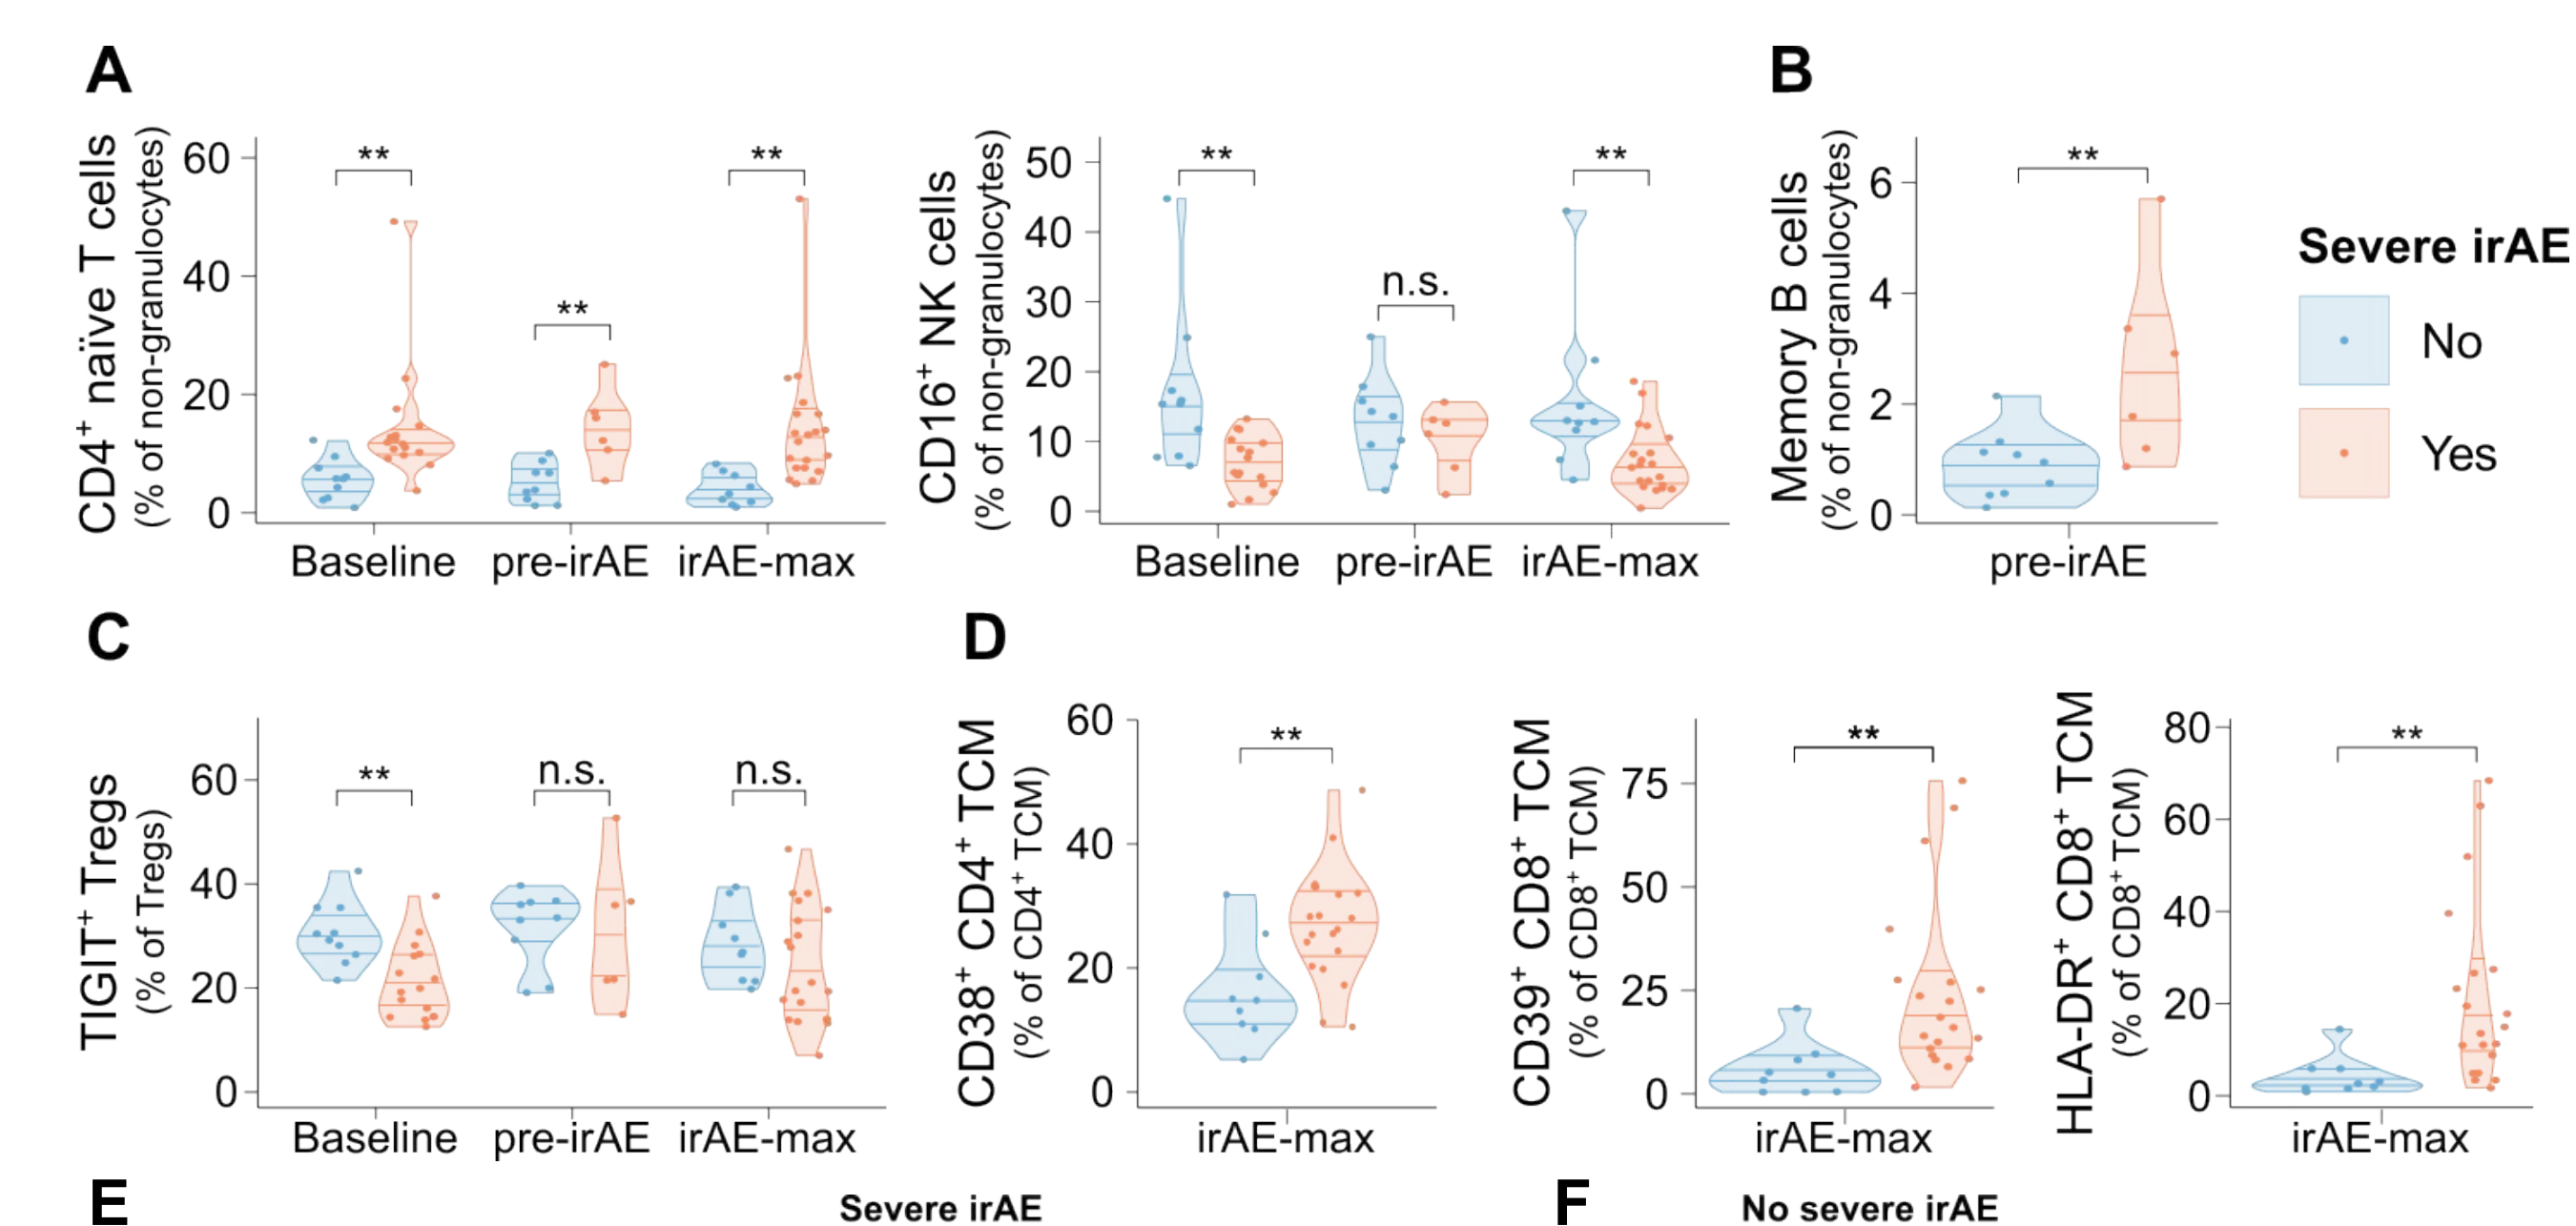 A
CD4+ naïve T cells
(% of non-granulocytes)
60
40
20
0
**
**
**
Baseline
pre-irAE
irAE-max
CD16+ NK cells
(% of non-granulocytes)
50
40
30
20
10
0
**
n.s.
**
Baseline
pre-irAE
irAE-max
B
Memory B cells
(% of non-granulocytes)
6
4
2
0
**
pre-irAE
Severe irAE
No
Yes
C
TIGIT+ Tregs
(% of Tregs)
60
40
20
0
**
n.s.
n.s.
Baseline
pre-irAE
irAE-max
D
CD38+ CD4+ TCM
(% of CD4+ TCM)
60
40
20
0
**
irAE-max
CD39+ CD8+ TCM
(% of CD8+ TCM)
75
50
25
0
**
irAE-max
HLA-DR+ CD8+ TCM
(% of CD8+ TCM)
80
60
40
20
0
**
irAE-max
E
Severe irAE
F
No severe irAE